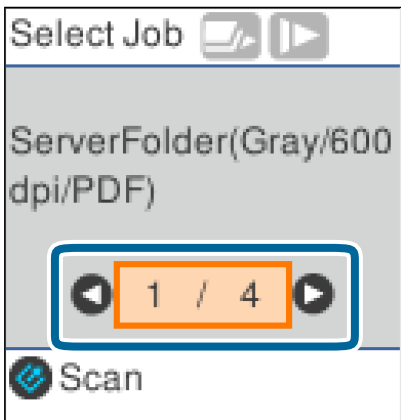 Select Job
ServerFolder(Gray/600
dpi/PDF)
1 / 4
Scan